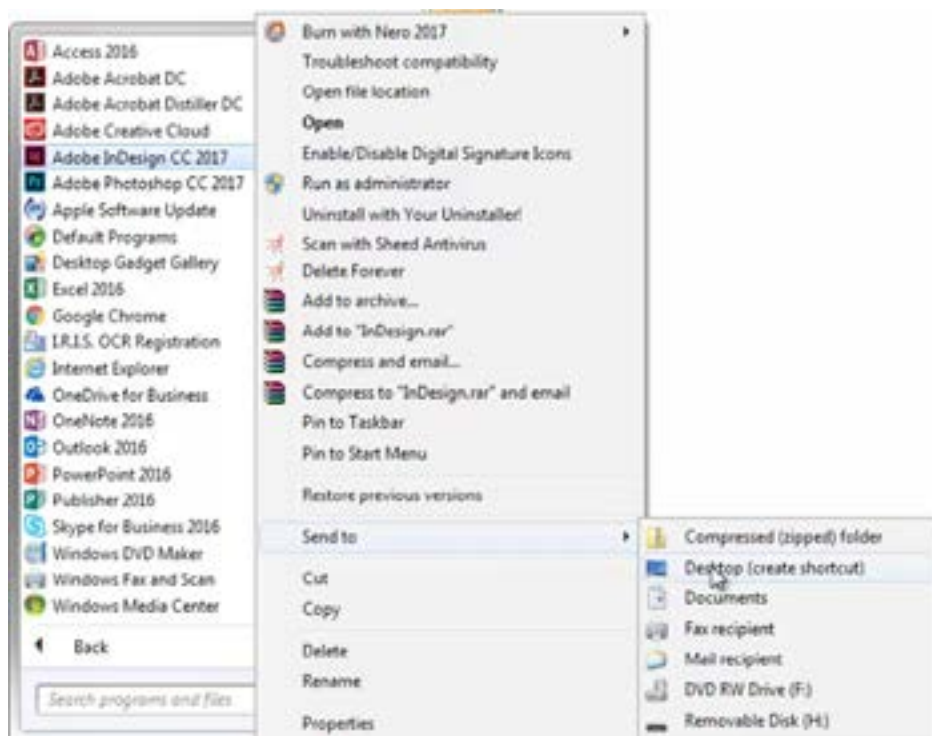 Access 2016
Adobe Acrobat DC
Adobe Acrobat Distiller DC
Adobe Creative Cloud
Adobe InDesign CC 2017
Adobe Photoshop CC 2017
Apple Software Update
Default Programs
Desktop Gadget Gallery
Excel 2016
Google Chrome
I.R.I.S. OCR Registration
Internet Explorer
OneDrive for Business
OneNote 2016
Outlook 2016
PowerPoint 2016
Publisher 2016
Skype for Business 2016
Windows DVD Maker
Windows Fax and Scan
Windows Media Center
Back
Search programs and files
Burn with Nero 2017
Troubleshoot compatibility
Open file location
Open
Enable/Disable Digital Signature Icons
Run as administrator
Uninstall with Your Uninstaller!
Scan with Sheed Antivirus
Delete Forever
Add to archive...
Add to "InDesign.rar"
Compress and email...
Compress to "InDesign.rar" and email
Pin to Taskbar
Pin to Start Menu
Restore previous versions
Send to
Cut
Copy
Delete
Rename
Properties
Compressed (zipped) folder
Desktop (create shortcut)
Documents
Fax recipient
Mail recipient
DVD RW Drive (F:)
Removable Disk (H:)